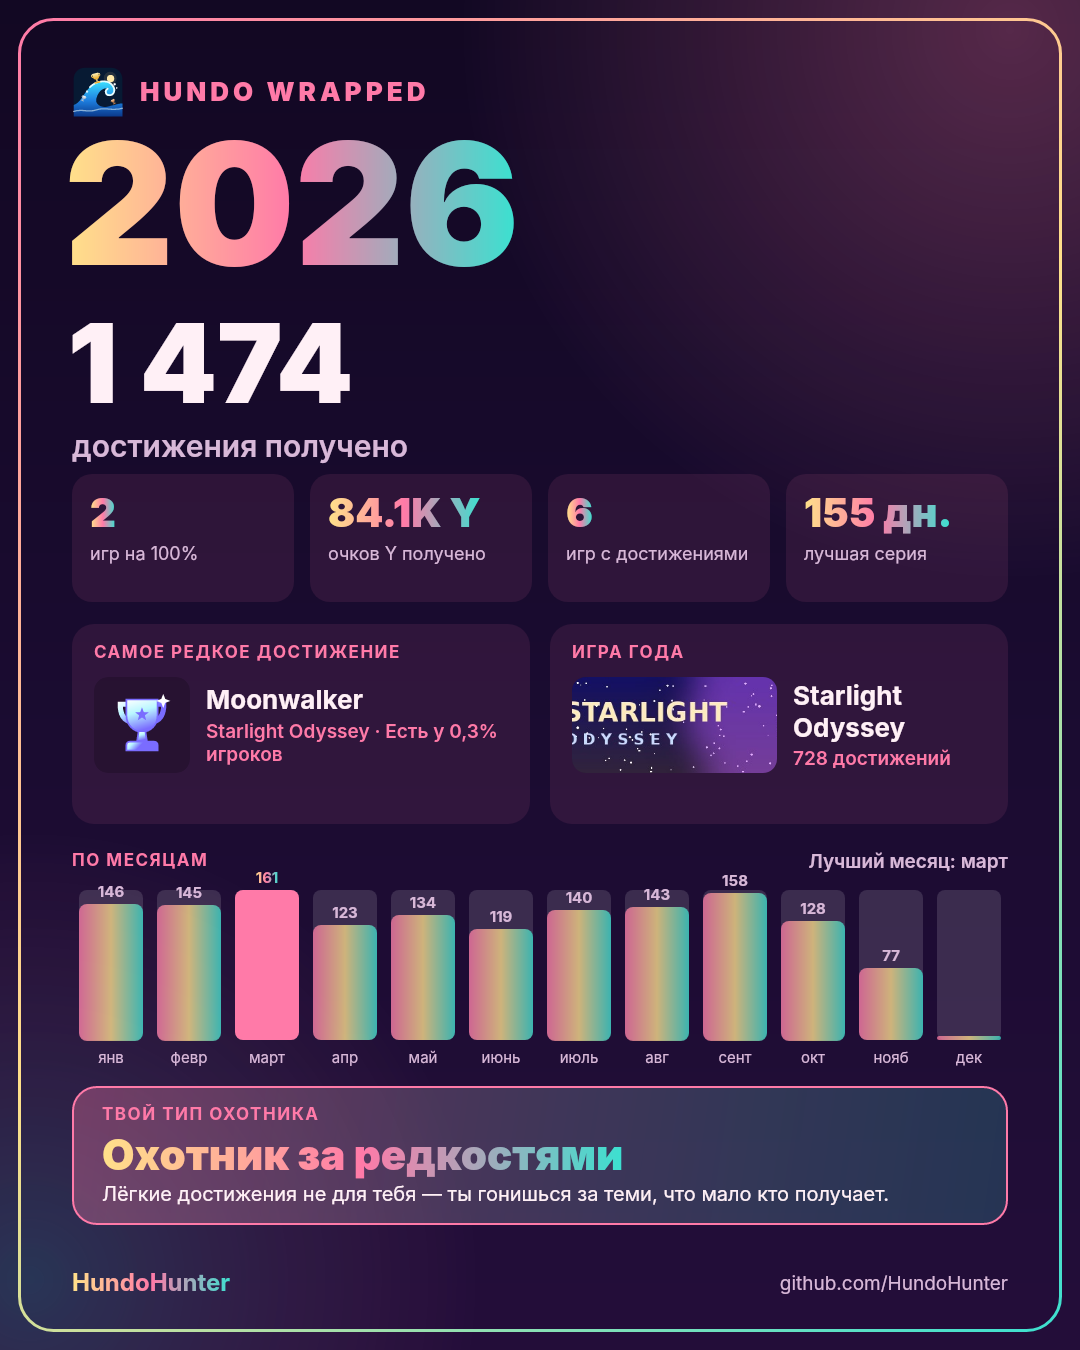 HUNDO WRAPPED
2026
1 474
достижения получено
2
игр на 100%
84.1K Y
очков Y получено
6
игр с достижениями
155 дн.
лучшая серия
САМОЕ РЕДКОЕ ДОСТИЖЕНИЕ
Moonwalker
Starlight Odyssey · Есть у 0,3%
игроков
ИГРА ГОДА
STARLIGHT
ODYSSEY
Starlight
Odyssey
728 достижений
ПО МЕСЯЦАМ
Лучший месяц: март
146 145 161 123 134 119 140 143 158 128 77
янв февр март апр май июнь июль авг сент окт нояб дек
ТВОЙ ТИП ОХОТНИКА
Охотник за редкостями
Лёгкие достижения не для тебя — ты гонишься за теми, что мало кто получает.
HundoHunter
github.com/HundoHunter